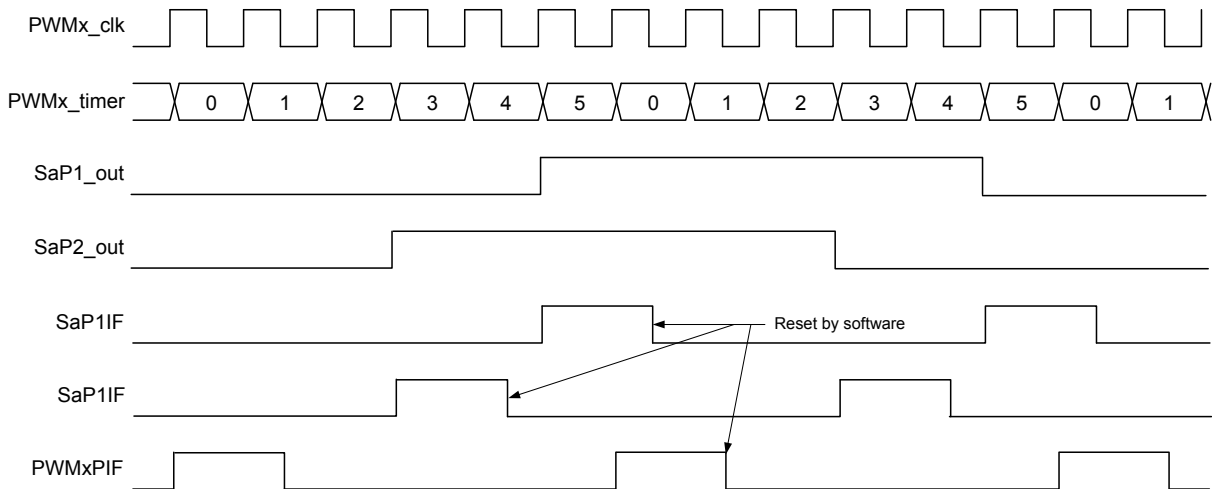 PWMx_clk
PWMx_timer 0 1 2 3 4 5 0 1 2 3 4 5 0 1
SaP1_out
SaP2_out
SaP1IF
Reset by software
SaP1IF
PWMxPIF